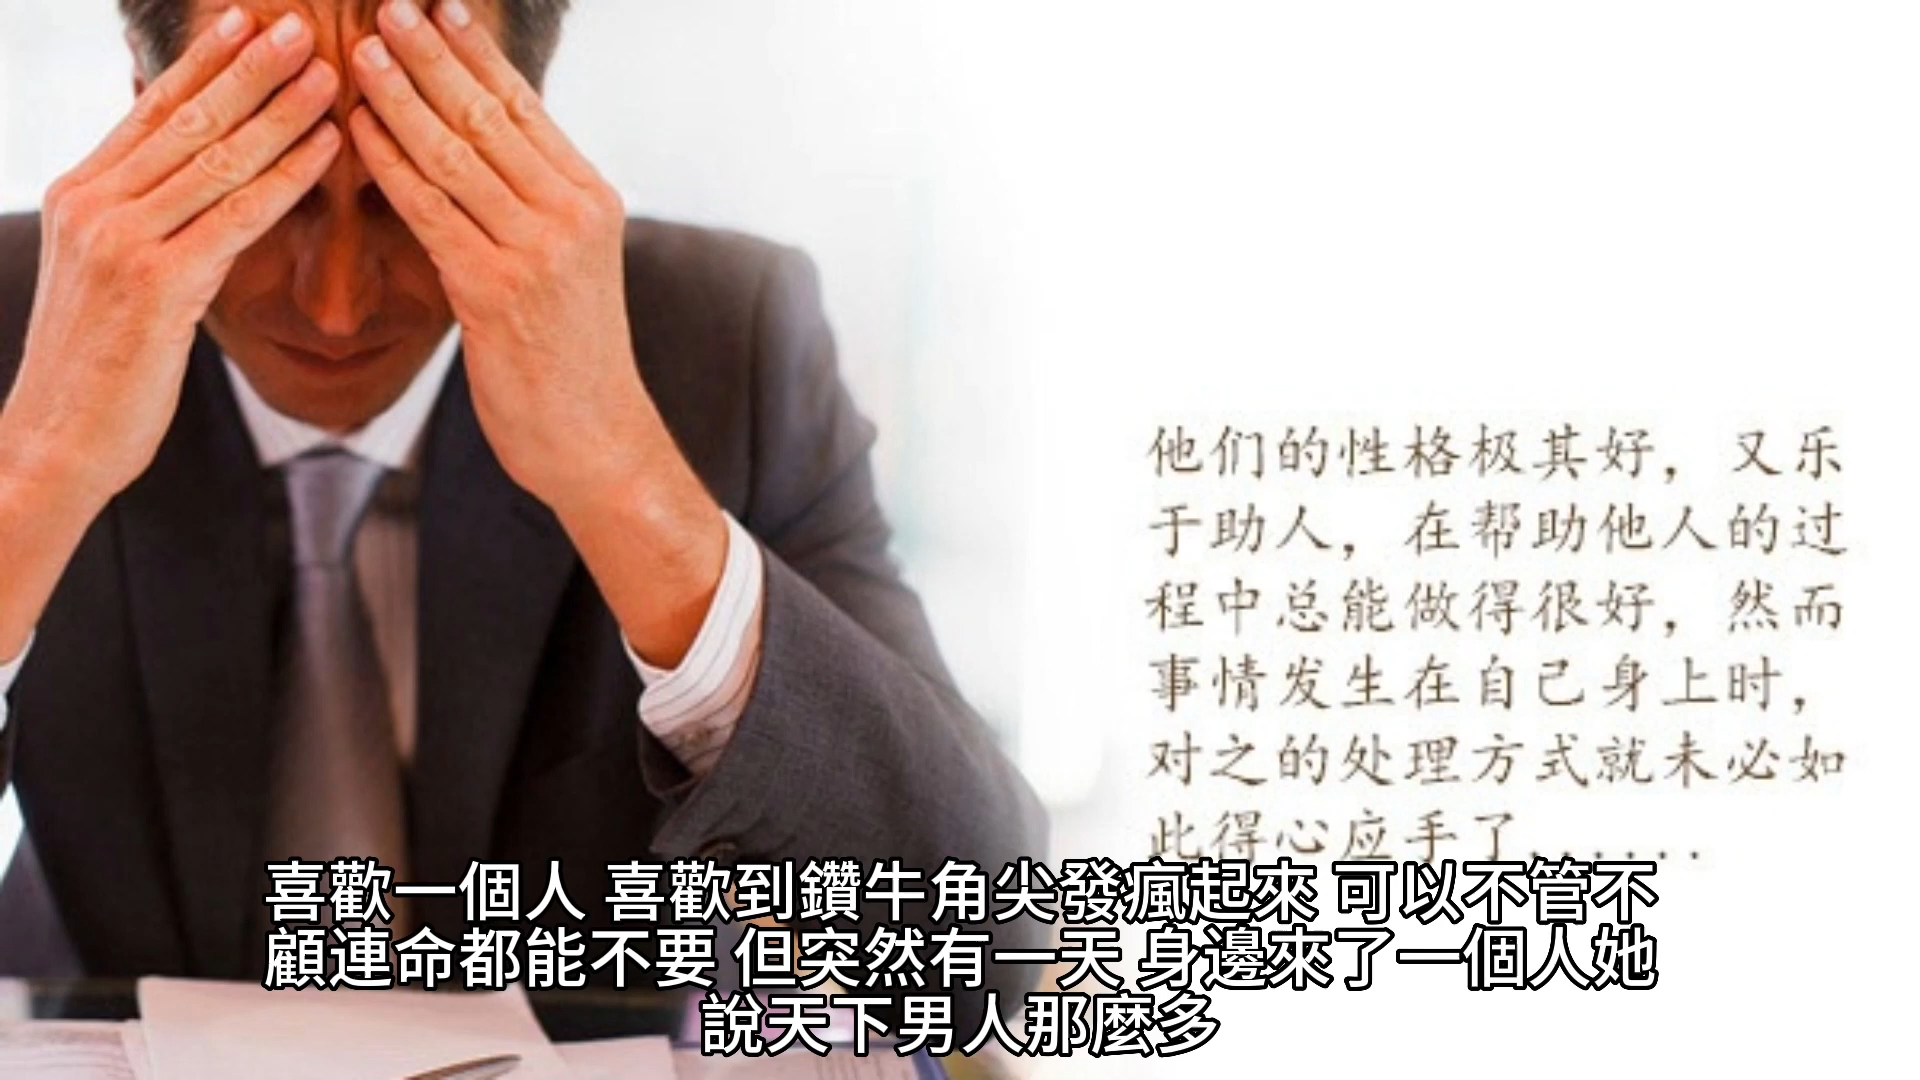 他们的性格极其好，又乐
于助人，在帮助他人的过
程中总能做得很好，然而
事情发生在自己身上时，
对之的处理方式就未必如
此得心应手了......
喜歡一個人 喜歡到鑽牛角尖發瘋起來 可以不管不
顧連命都能不要 但突然有一天 身邊來了一個人她
說天下男人那麼多